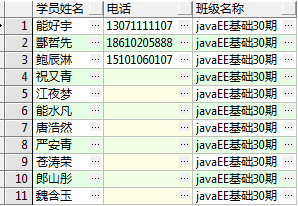 学员姓名 电话 班级名称
1 能好宇 13071111107 javaEE基础30期
2 酆哲先 18610205888 javaEE基础30期
3 鲍辰淋 15101060107 javaEE基础30期
4 祝又青 javaEE基础30期
5 江夜梦 javaEE基础30期
6 能水凡 javaEE基础30期
7 唐浩然 javaEE基础30期
8 严安青 javaEE基础30期
9 苍涛荣 javaEE基础30期
10 郎山彤 javaEE基础30期
11 魏含玉 javaEE基础30期